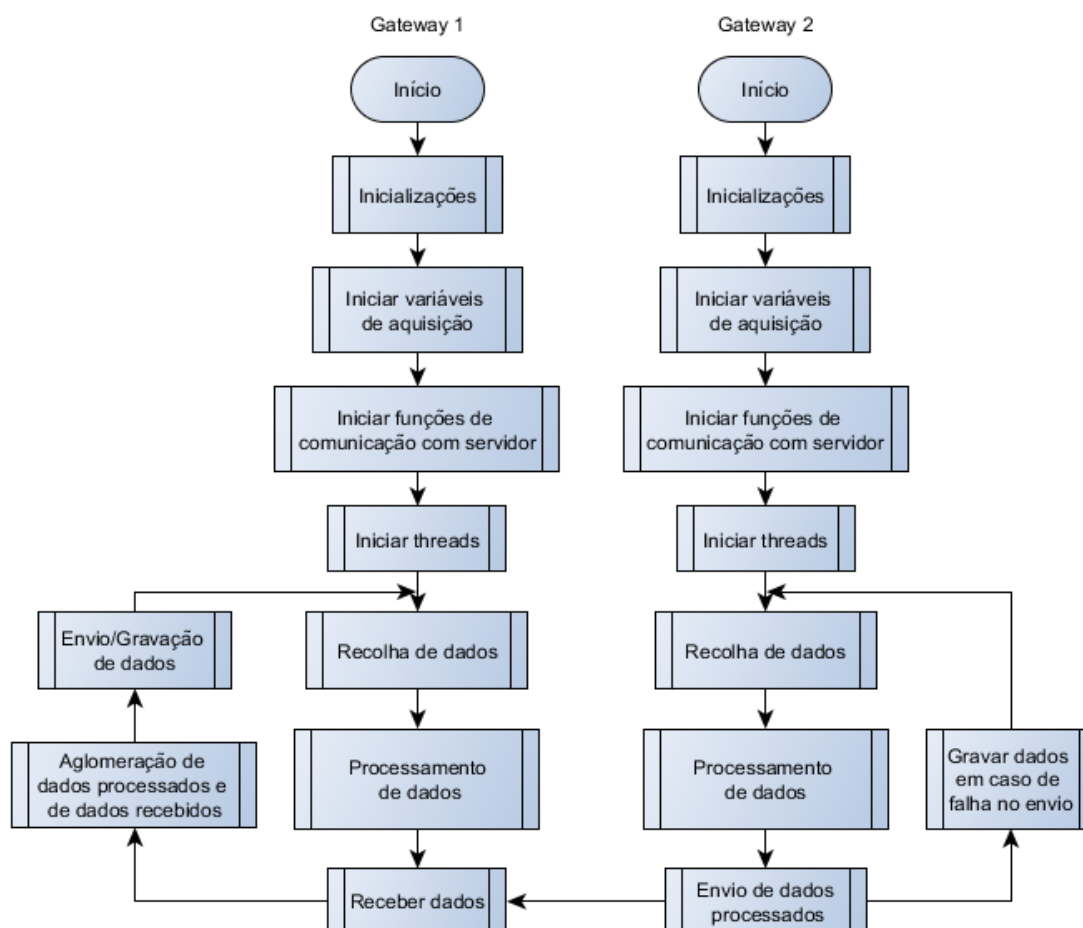 Gateway 1
Gateway 2
Início
Início
Inicializações
Inicializações
Iniciar variáveis
de aquisição
Iniciar variáveis
de aquisição
Iniciar funções de
comunicação com servidor
Iniciar funções de
comunicação com servidor
Iniciar threads
Iniciar threads
Envio/Gravação
de dados
Recolha de dados
Recolha de dados
Aglomeração de
dados processados e
de dados recebidos
Processamento
de dados
Processamento
de dados
Gravar dados
em caso de
falha no envio
Receber dados
Envio de dados
processados